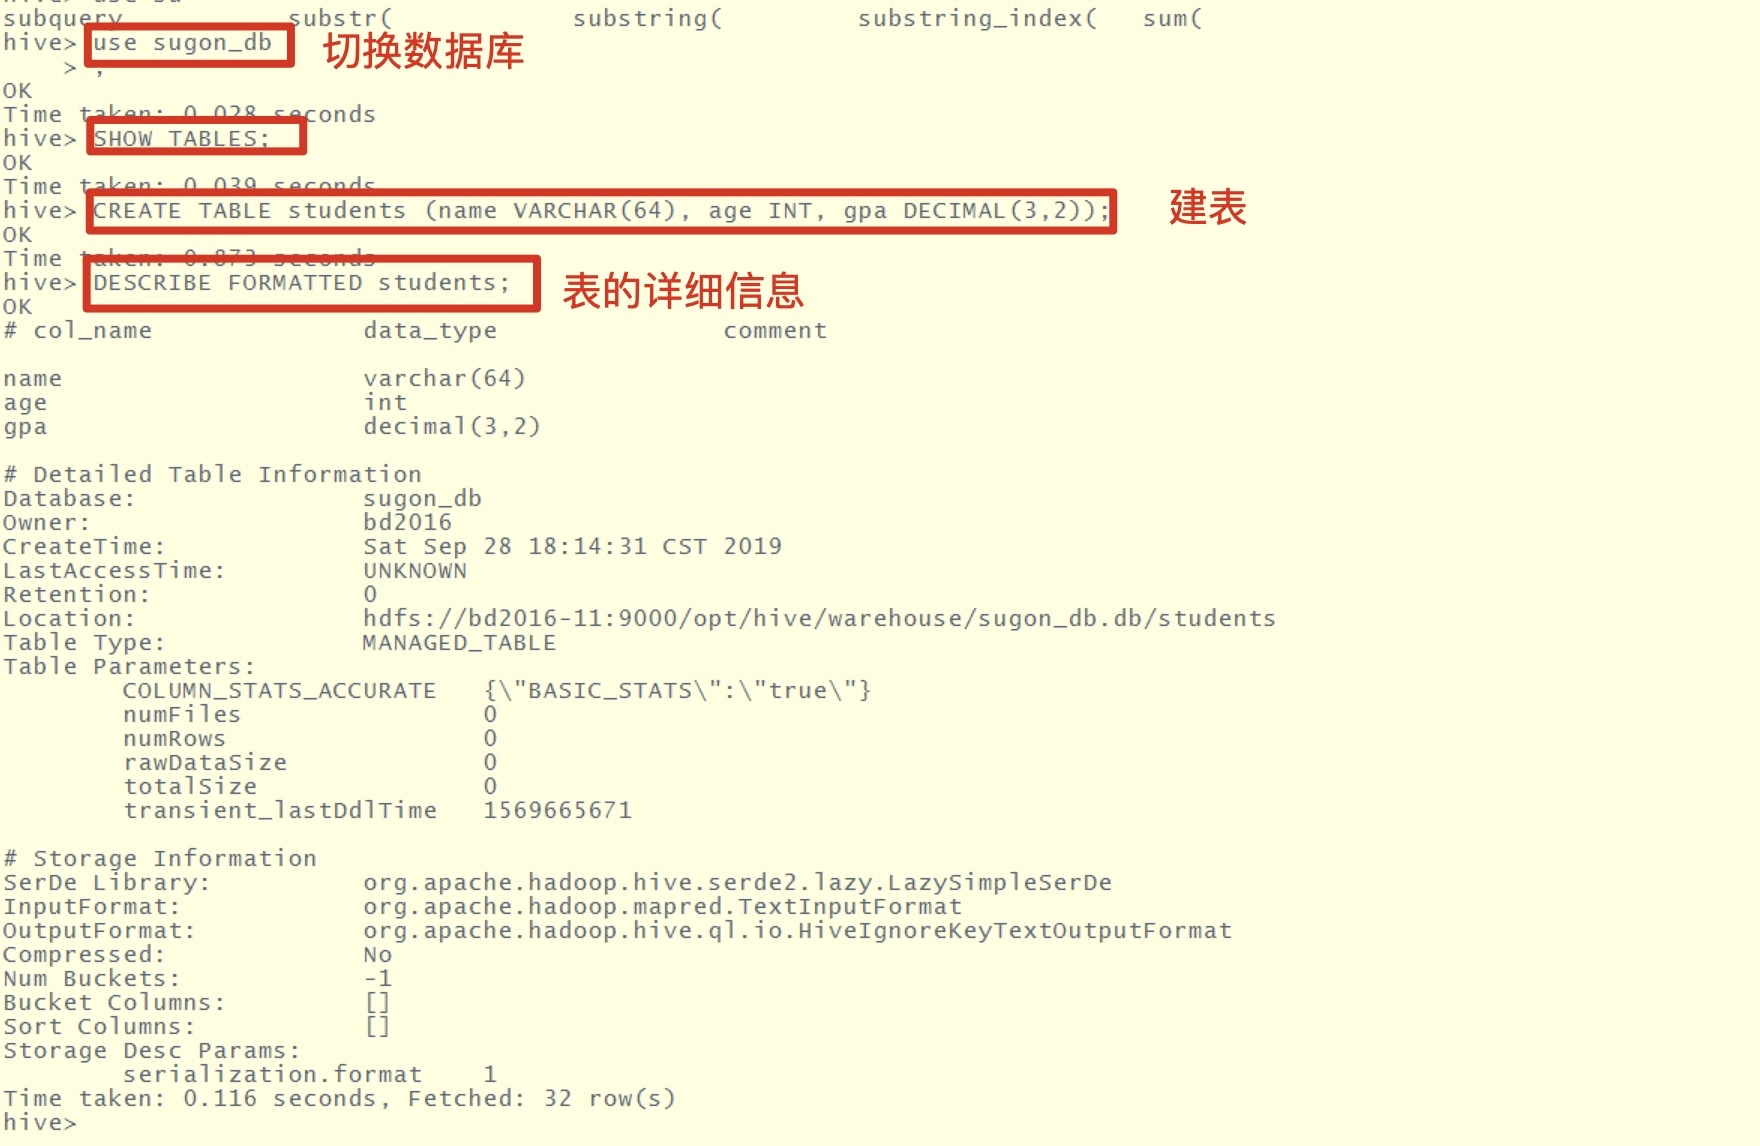 subquery substr( substring( substring_index( sum(
hive> use sugon_db 切换数据库
> ;
OK
Time taken: 0.028 seconds
hive> SHOW TABLES;
OK
Time taken: 0.039 seconds
hive> CREATE TABLE students (name VARCHAR(64), age INT, gpa DECIMAL(3,2)); 建表
OK
Time taken: 0.873 seconds
hive> DESCRIBE FORMATTED students; 表的详细信息
OK
# col_name data_type comment
name varchar(64)
age int
gpa decimal(3,2)
# Detailed Table Information
Database: sugon_db
Owner: bd2016
CreateTime: Sat Sep 28 18:14:31 CST 2019
LastAccessTime: UNKNOWN
Retention: 0
Location: hdfs://bd2016-11:9000/opt/hive/warehouse/sugon_db.db/students
Table Type: MANAGED_TABLE
Table Parameters:
COLUMN_STATS_ACCURATE {\"BASIC_STATS\":\"true\"}
numFiles 0
numRows 0
rawDataSize 0
totalSize 0
transient_lastDdlTime 1569665671
# Storage Information
SerDe Library: org.apache.hadoop.hive.serde2.lazy.LazySimpleSerDe
InputFormat: org.apache.hadoop.mapred.TextInputFormat
OutputFormat: org.apache.hadoop.hive.ql.io.HiveIgnoreKeyTextOutputFormat
Compressed: No
Num Buckets: -1
Bucket Columns: []
Sort Columns: []
Storage Desc Params:
serialization.format 1
Time taken: 0.116 seconds, Fetched: 32 row(s)
hive>